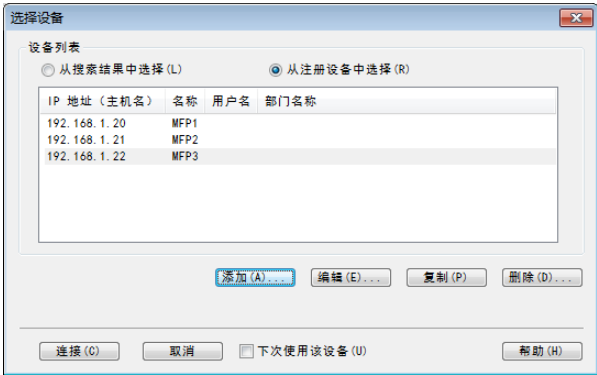 选择设备
设备列表
从搜索结果中选择(L) 从注册设备中选择(R)
IP 地址（主机名） 名称 用户名 部门名称
192.168.1.20 MFP1
192.168.1.21 MFP2
192.168.1.22 MFP3
添加(A)... 编辑(E)... 复制(P) 删除(D)...
连接(C) 取消 下次使用该设备(U) 帮助(H)